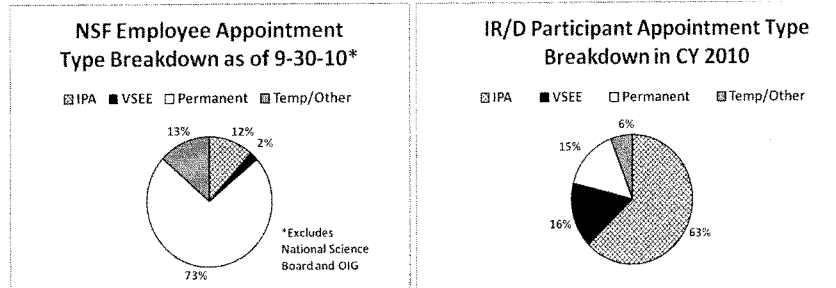 NSF Employee Appointment
Type Breakdown as of 9-30-10*
IPA VSEE Permanent Temp/Other
13%
12%
2%
73%
*Excludes
National Science
Board and OIG
IR/D Participant Appointment Type
Breakdown in CY 2010
IPA VSEE Permanent Temp/Other
6%
15%
16%
63%